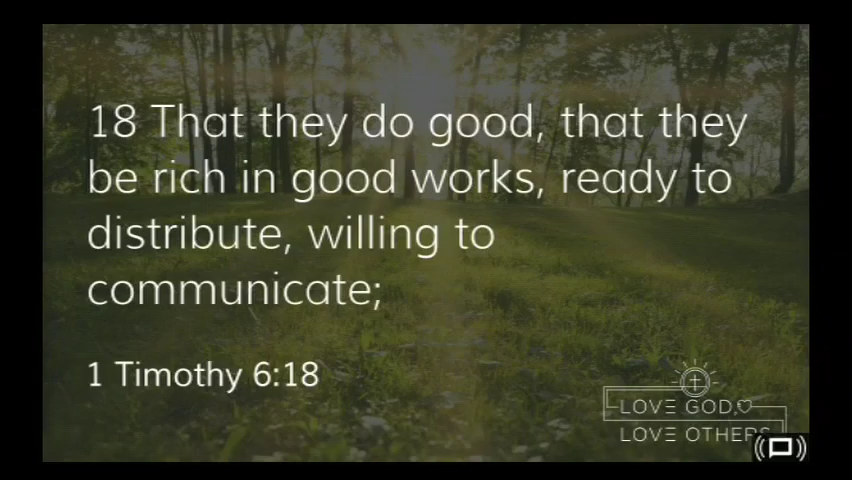 18 That they do good, that they
be rich in good works, ready to
distribute, willing to
communicate;
1 Timothy 6:18
LOVE GOD,
LOVE OTHERS